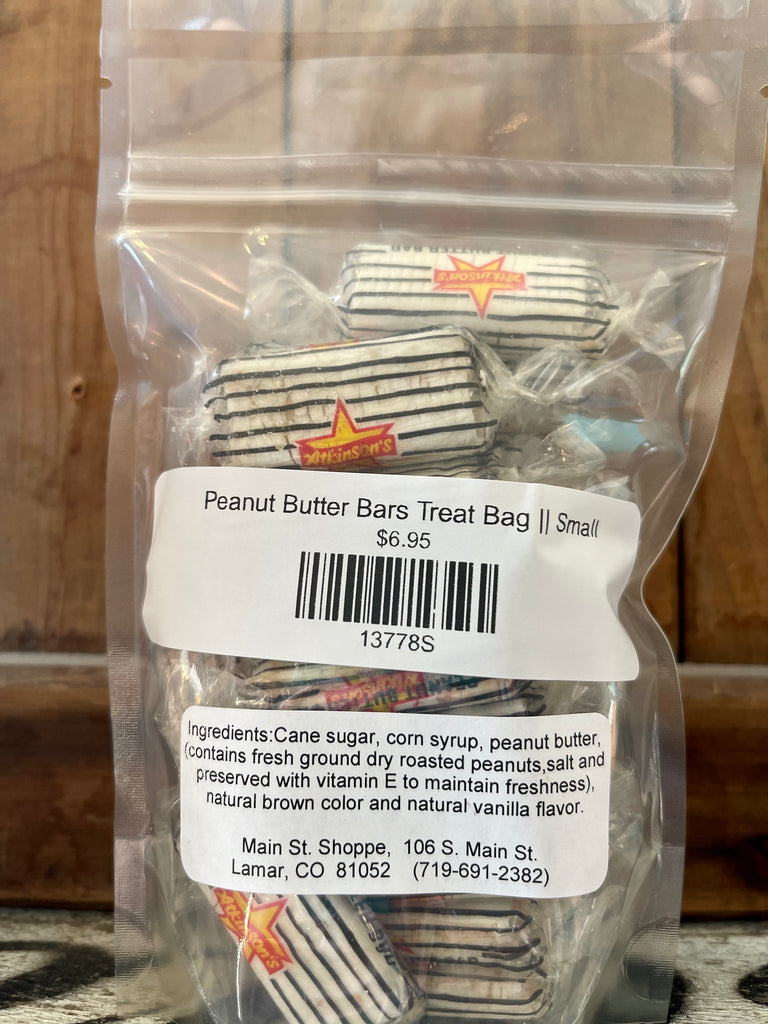 BUTTER BAR
Atkinson's
Atkinson's
Peanut Butter Bars Treat Bag || Small
$6.95
13778S
Ingredients:Cane sugar, corn syrup, peanut butter,
(contains fresh ground dry roasted peanuts,salt and
preserved with vitamin E to maintain freshness),
natural brown color and natural vanilla flavor.
Main St. Shoppe, 106 S. Main St.
Lamar, CO 81052 (719-691-2382)
Atkinson's